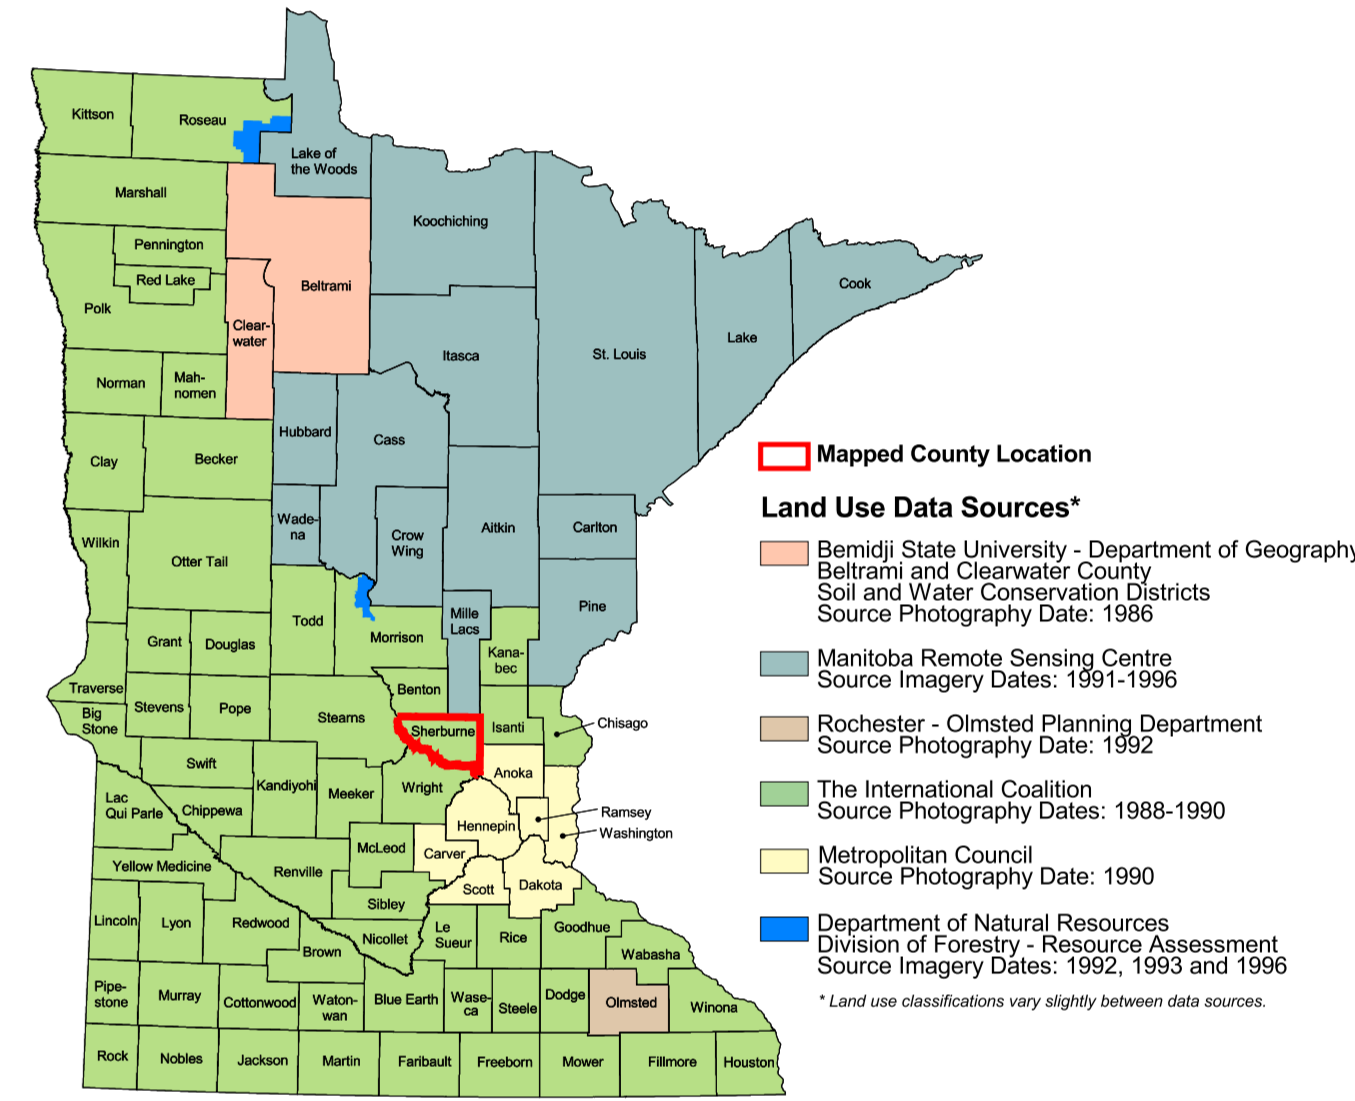 Kittson
Roseau
Lake of
the Woods
Marshall
Koochiching
Pennington
Red Lake
Beltrami
Cook
Polk
Clear-
water
Lake
Itasca
St. Louis
Norman
Mah-
nomen
Hubbard
Cass
Clay
Becker
Wade-
na
Crow
Wing
Aitkin
Carlton
Wilkin
Otter Tail
Mille
Lacs
Pine
Todd
Morrison
Grant
Douglas
Kana-
bec
Traverse
Benton
Stevens
Pope
Stearns
Big
Stone
Sherburne
Isanti
Chisago
Swift
Anoka
Kandiyohi
Meeker
Wright
Lac
Qui Parle
Chippewa
Hennepin
Ramsey
Washington
McLeod
Carver
Yellow Medicine
Renville
Scott
Dakota
Sibley
Lincoln
Lyon
Redwood
Nicollet
Le
Sueur
Rice
Goodhue
Brown
Wabasha
Pipe-
stone
Murray
Cottonwood
Waton-
wan
Blue Earth
Wase-
ca
Steele
Dodge
Olmsted
Winona
Rock
Nobles
Jackson
Martin
Faribault
Freeborn
Mower
Fillmore
Houston
Mapped County Location
Land Use Data Sources*
Bemidji State University - Department of Geography
Beltrami and Clearwater County
Soil and Water Conservation Districts
Source Photography Date: 1986
Manitoba Remote Sensing Centre
Source Imagery Dates: 1991-1996
Rochester - Olmsted Planning Department
Source Photography Date: 1992
The International Coalition
Source Photography Dates: 1988-1990
Metropolitan Council
Source Photography Date: 1990
Department of Natural Resources
Division of Forestry - Resource Assessment
Source Imagery Dates: 1992, 1993 and 1996
* Land use classifications vary slightly between data sources.